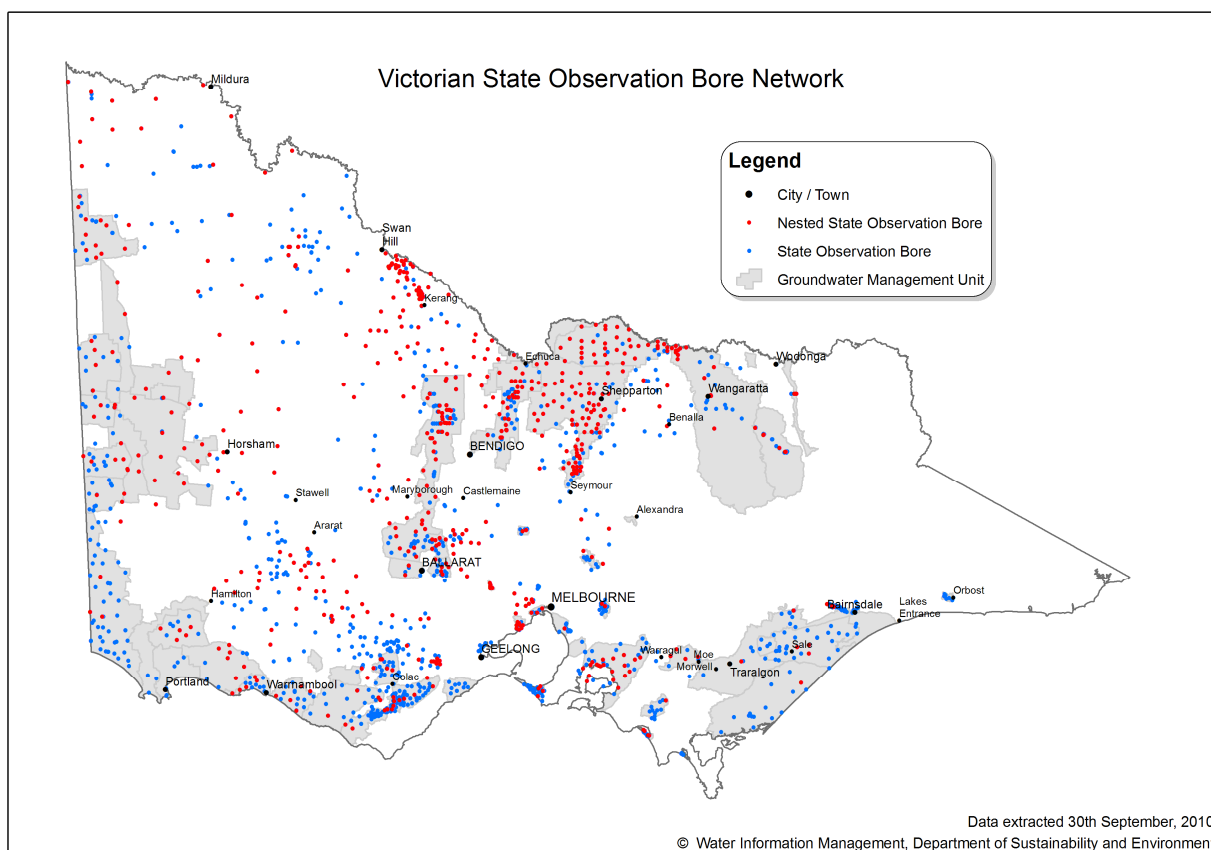 Victorian State Observation Bore Network
Mildura
Legend
City / Town
Nested State Observation Bore
State Observation Bore
Groundwater Management Unit
Swan
Hill
Kerang
Echuca
Wodonga
Shepparton
Wangaratta
Benalla
Horsham
BENDIGO
Stawell
Maryborough
Castlemaine
Seymour
Alexandra
Ararat
BALLARAT
Hamilton
MELBOURNE
Orbost
Bairnsdale
Lakes
Entrance
GEELONG
Warragul
Moe
Sale
Morwell
Traralgon
Portland
Warrnambool
Colac
Data extracted 30th September, 2010
© Water Information Management, Department of Sustainability and Environmen